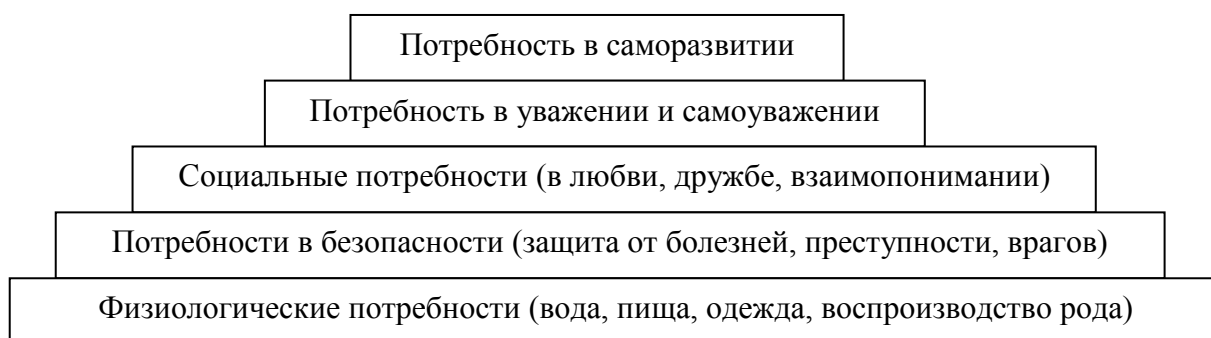 Потребность в саморазвитии
Потребность в уважении и самоуважении
Социальные потребности (в любви, дружбе, взаимопонимании)
Потребности в безопасности (защита от болезней, преступности, врагов)
Физиологические потребности (вода, пища, одежда, воспроизводство рода)